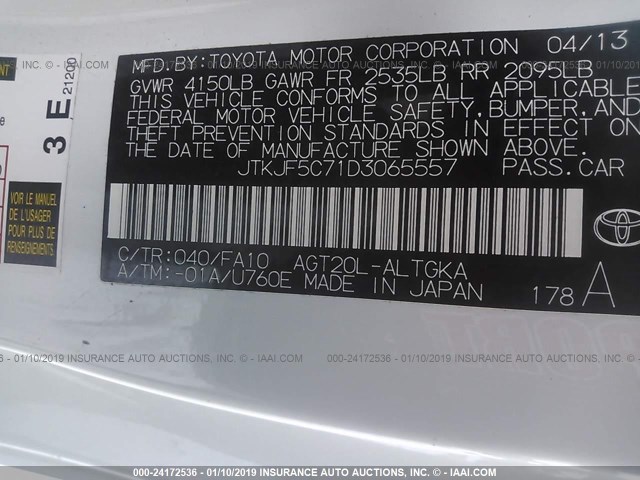 MFD.BY:TOYOTA MOTOR CORPORATION 04/13
GVWR 4150LB GAWR FR 2535LB RR 2095LB
THIS VEHICLE CONFORMS TO ALL APPLICABLE
FEDERAL MOTOR VEHICLE SAFETY,BUMPER,AND
THEFT PREVENTION STANDARDS IN EFFECT ON
THE DATE OF MANUFACTURE SHOWN ABOVE.
JTKJF5C71D3065557 PASS.CAR
C/TR:040/FA10 AGT20L-ALTGKA
A/TM:-01A/U760E MADE IN JAPAN
178 A
3 E 21200
LE MANUEL
DE L'USAGER
POUR PLUS DE
RENSEIGNEMENTS
000-24172536 - 01/10/2019 INSURANCE AUTO AUCTIONS, INC. - IAAI.COM
000-24172536 - 01/10/2019 INSURANCE AUTO AUCTIONS, INC. - IAAI.COM